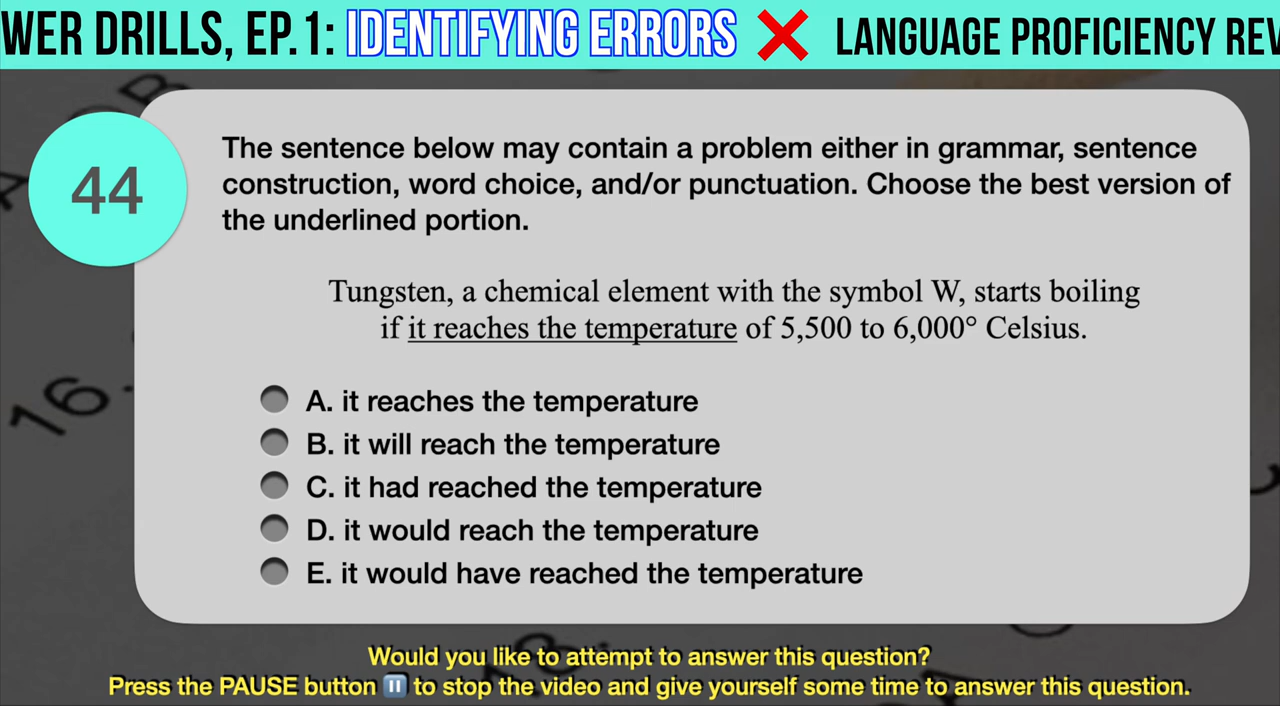 WER DRILLS, EP.1: IDENTIFYING ERRORS ❌ LANGUAGE PROFICIENCY REV
44
The sentence below may contain a problem either in grammar, sentence
construction, word choice, and/or punctuation. Choose the best version of
the underlined portion.
Tungsten, a chemical element with the symbol W, starts boiling
if it reaches the temperature of 5,500 to 6,000° Celsius.
A. it reaches the temperature
B. it will reach the temperature
C. it had reached the temperature
D. it would reach the temperature
E. it would have reached the temperature
16.
Would you like to attempt to answer this question?
Press the PAUSE button ⏸ to stop the video and give yourself some time to answer this question.